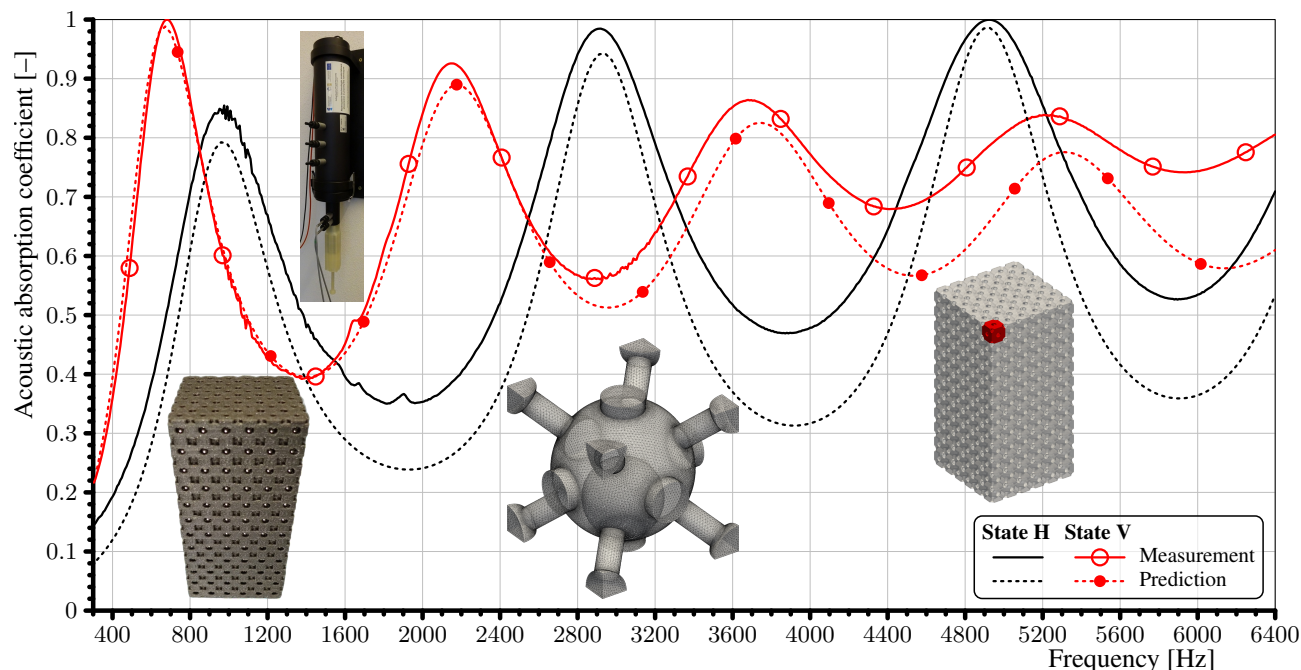 Acoustic absorption coefficient [−]
1
0.9
0.8
0.7
0.6
0.5
0.4
0.3
0.2
0.1
0
State H State V
Measurement
Prediction
400 800 1200 1600 2000 2400 2800 3200 3600 4000 4400 4800 5200 5600 6000 6400
Frequency [Hz]